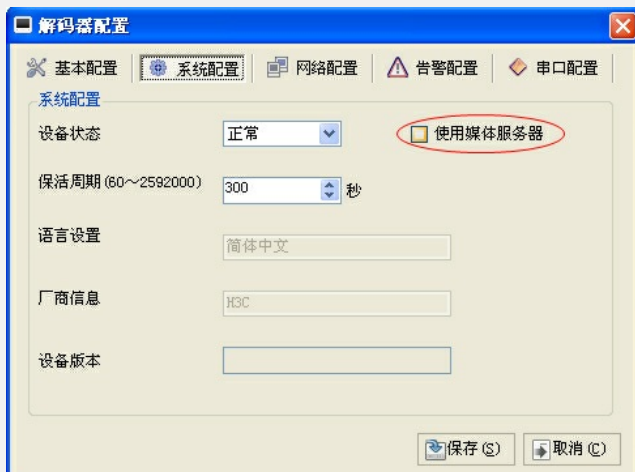 解码器配置
基本配置 系统配置 网络配置 告警配置 串口配置
系统配置
设备状态 正常 使用媒体服务器
保活周期(60～2592000) 300 秒
语言设置 简体中文
厂商信息 H3C
设备版本
保存(S) 取消(C)